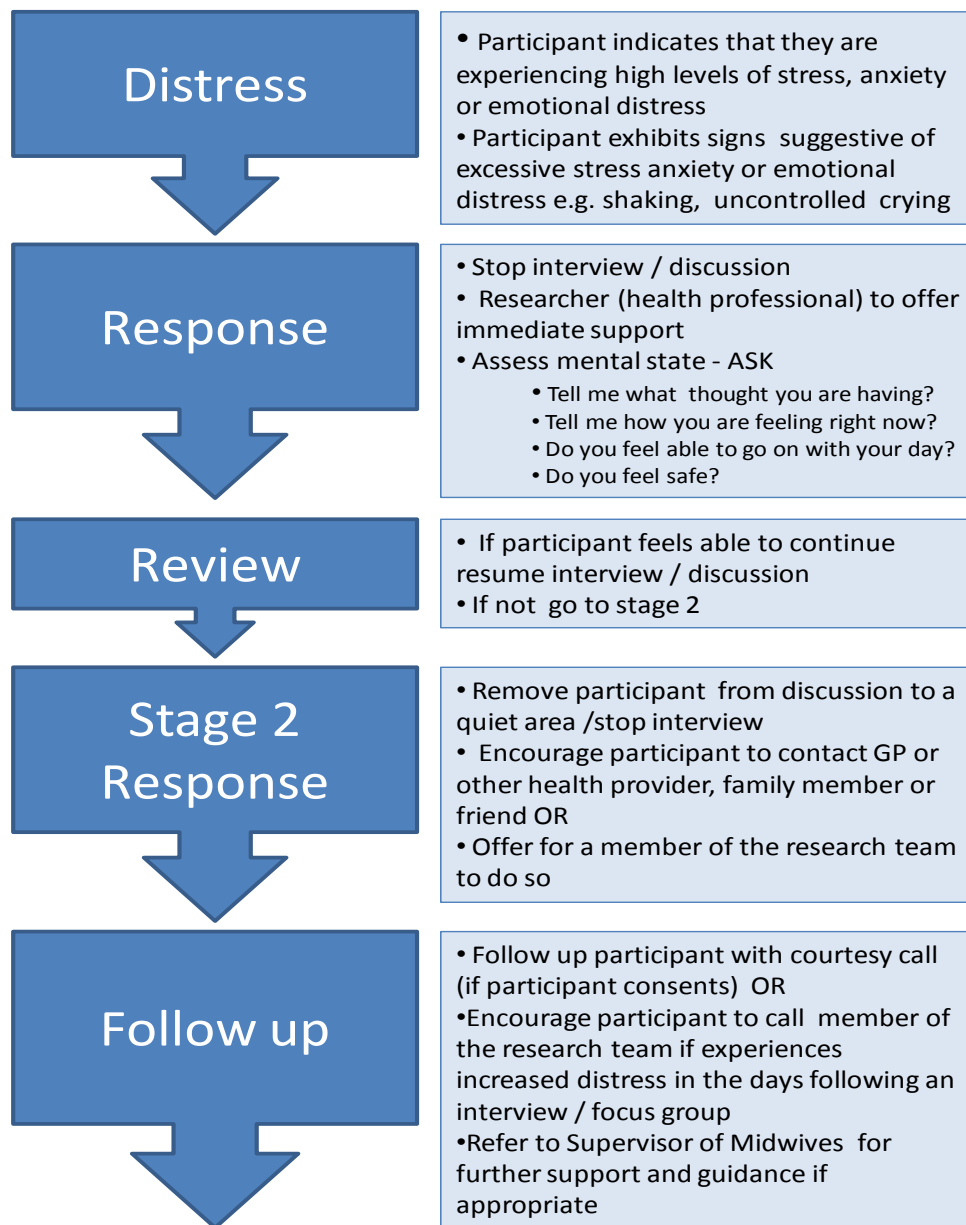 Distress
• Participant indicates that they are
experiencing high levels of stress, anxiety
or emotional distress
• Participant exhibits signs suggestive of
excessive stress anxiety or emotional
distress e.g. shaking, uncontrolled crying
Response
• Stop interview / discussion
• Researcher (health professional) to offer
immediate support
• Assess mental state - ASK
• Tell me what thought you are having?
• Tell me how you are feeling right now?
• Do you feel able to go on with your day?
• Do you feel safe?
Review
• If participant feels able to continue
resume interview / discussion
• If not go to stage 2
Stage 2
Response
• Remove participant from discussion to a
quiet area /stop interview
• Encourage participant to contact GP or
other health provider, family member or
friend OR
• Offer for a member of the research team
to do so
Follow up
• Follow up participant with courtesy call
(if participant consents) OR
•Encourage participant to call member of
the research team if experiences
increased distress in the days following an
interview / focus group
•Refer to Supervisor of Midwives for
further support and guidance if
appropriate